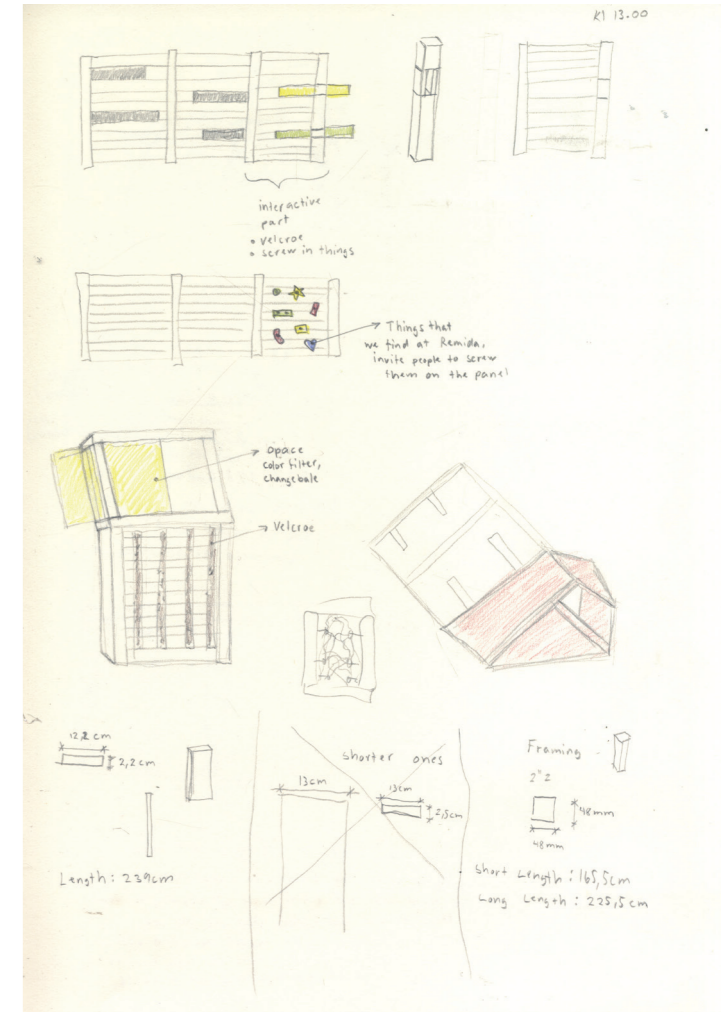 Kl 13.00
interactive
part
• velcroe
• screw in things
Things that
we find at Remida,
invite people to screw
them on the panel
opace
color filter,
changebale
Velcroe
12,2 cm
2,2cm
Length: 239cm
shorter ones
13cm
13cm
2,5cm
Framing
2"2
48mm
48mm
Short Length: 165,5cm
Long Length: 225,5cm